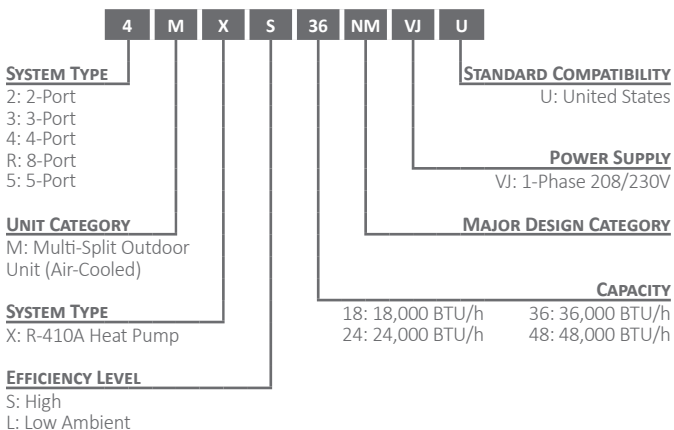 4 M X S 36 NM VJ U
SYSTEM TYPE
2: 2-Port
3: 3-Port
4: 4-Port
R: 8-Port
5: 5-Port
UNIT CATEGORY
M: Multi-Split Outdoor
Unit (Air-Cooled)
SYSTEM TYPE
X: R-410A Heat Pump
EFFICIENCY LEVEL
S: High
L: Low Ambient
STANDARD COMPATIBILITY
U: United States
POWER SUPPLY
VJ: 1-Phase 208/230V
MAJOR DESIGN CATEGORY
CAPACITY
18: 18,000 BTU/h 36: 36,000 BTU/h
24: 24,000 BTU/h 48: 48,000 BTU/h